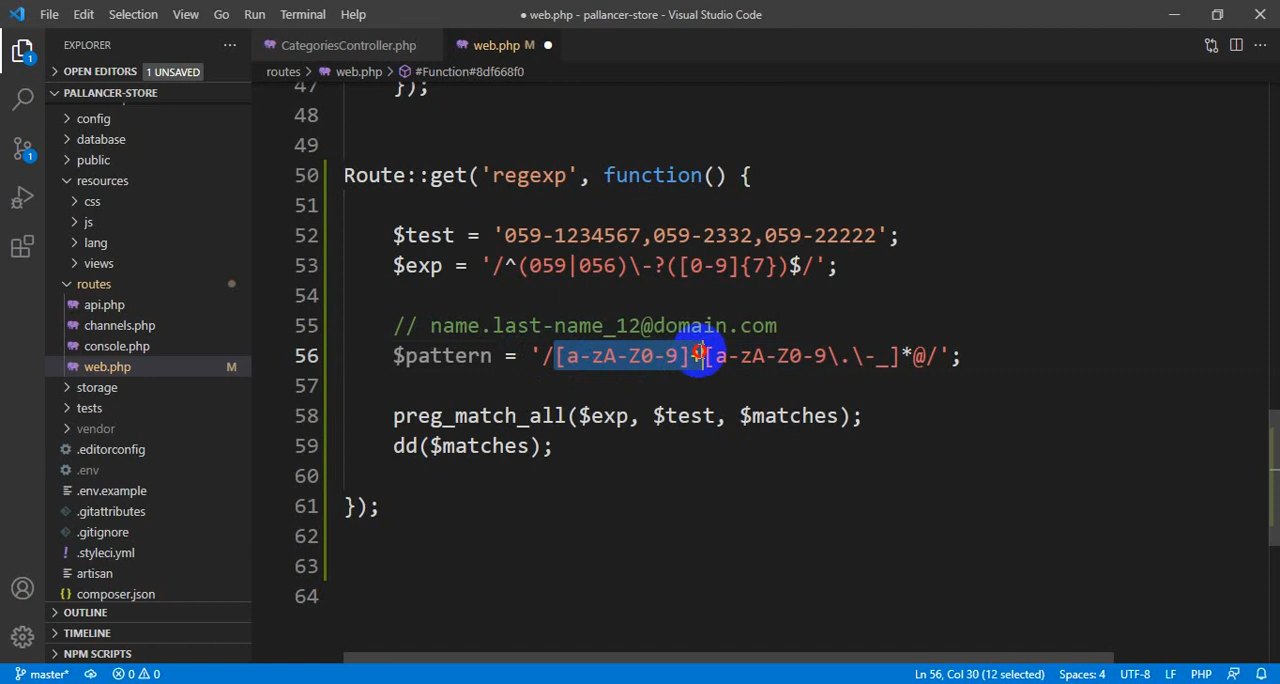 File Edit Selection View Go Run Terminal Help
● web.php - pallancer-store - Visual Studio Code
EXPLORER
CategoriesController.php
web.php M
OPEN EDITORS 1 UNSAVED
routes > web.php > #Function#8df668f0
PALLANCER-STORE
config
database
public
resources
css
js
lang
views
routes
api.php
channels.php
console.php
web.php M
storage
tests
vendor
.editorconfig
.env
.env.example
.gitattributes
.gitignore
.styleci.yml
artisan
composer.json
OUTLINE
TIMELINE
NPM SCRIPTS
47 });
48
49
50 Route::get('regexp', function() {
51
52 $test = '059-1234567,059-2332,059-22222';
53 $exp = '/^(059|056)\-?([0-9]{7})$/';
54
55 // name.last-name_12@domain.com
56 $pattern = '/[a-zA-Z0-9]+[a-zA-Z0-9\.\-_]*@/';
57
58 preg_match_all($exp, $test, $matches);
59 dd($matches);
60
61 });
62
63
64
master* 0 0
Ln 56, Col 30 (12 selected) Spaces: 4 UTF-8 LF PHP